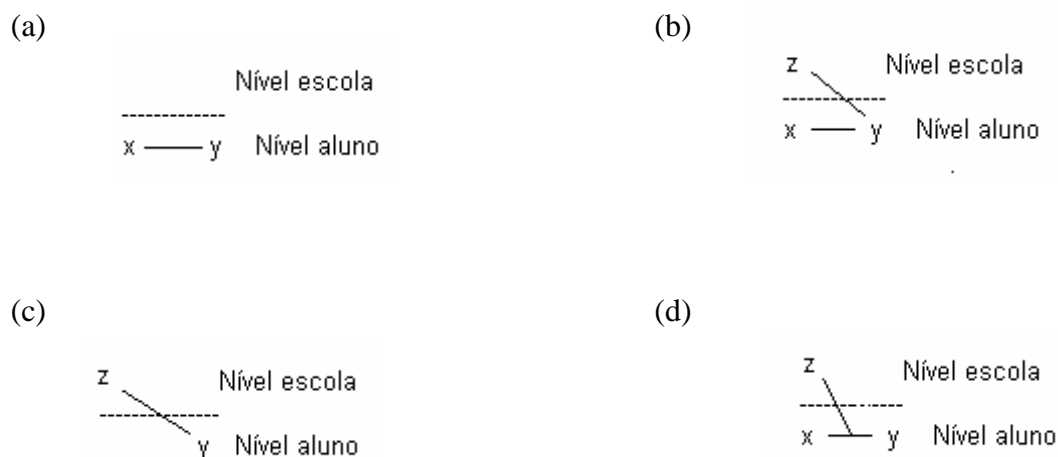 (a)
Nível escola
x y Nível aluno
(b)
z Nível escola
x y Nível aluno
(c)
z Nível escola
y Nível aluno
(d)
z Nível escola
x y Nível aluno